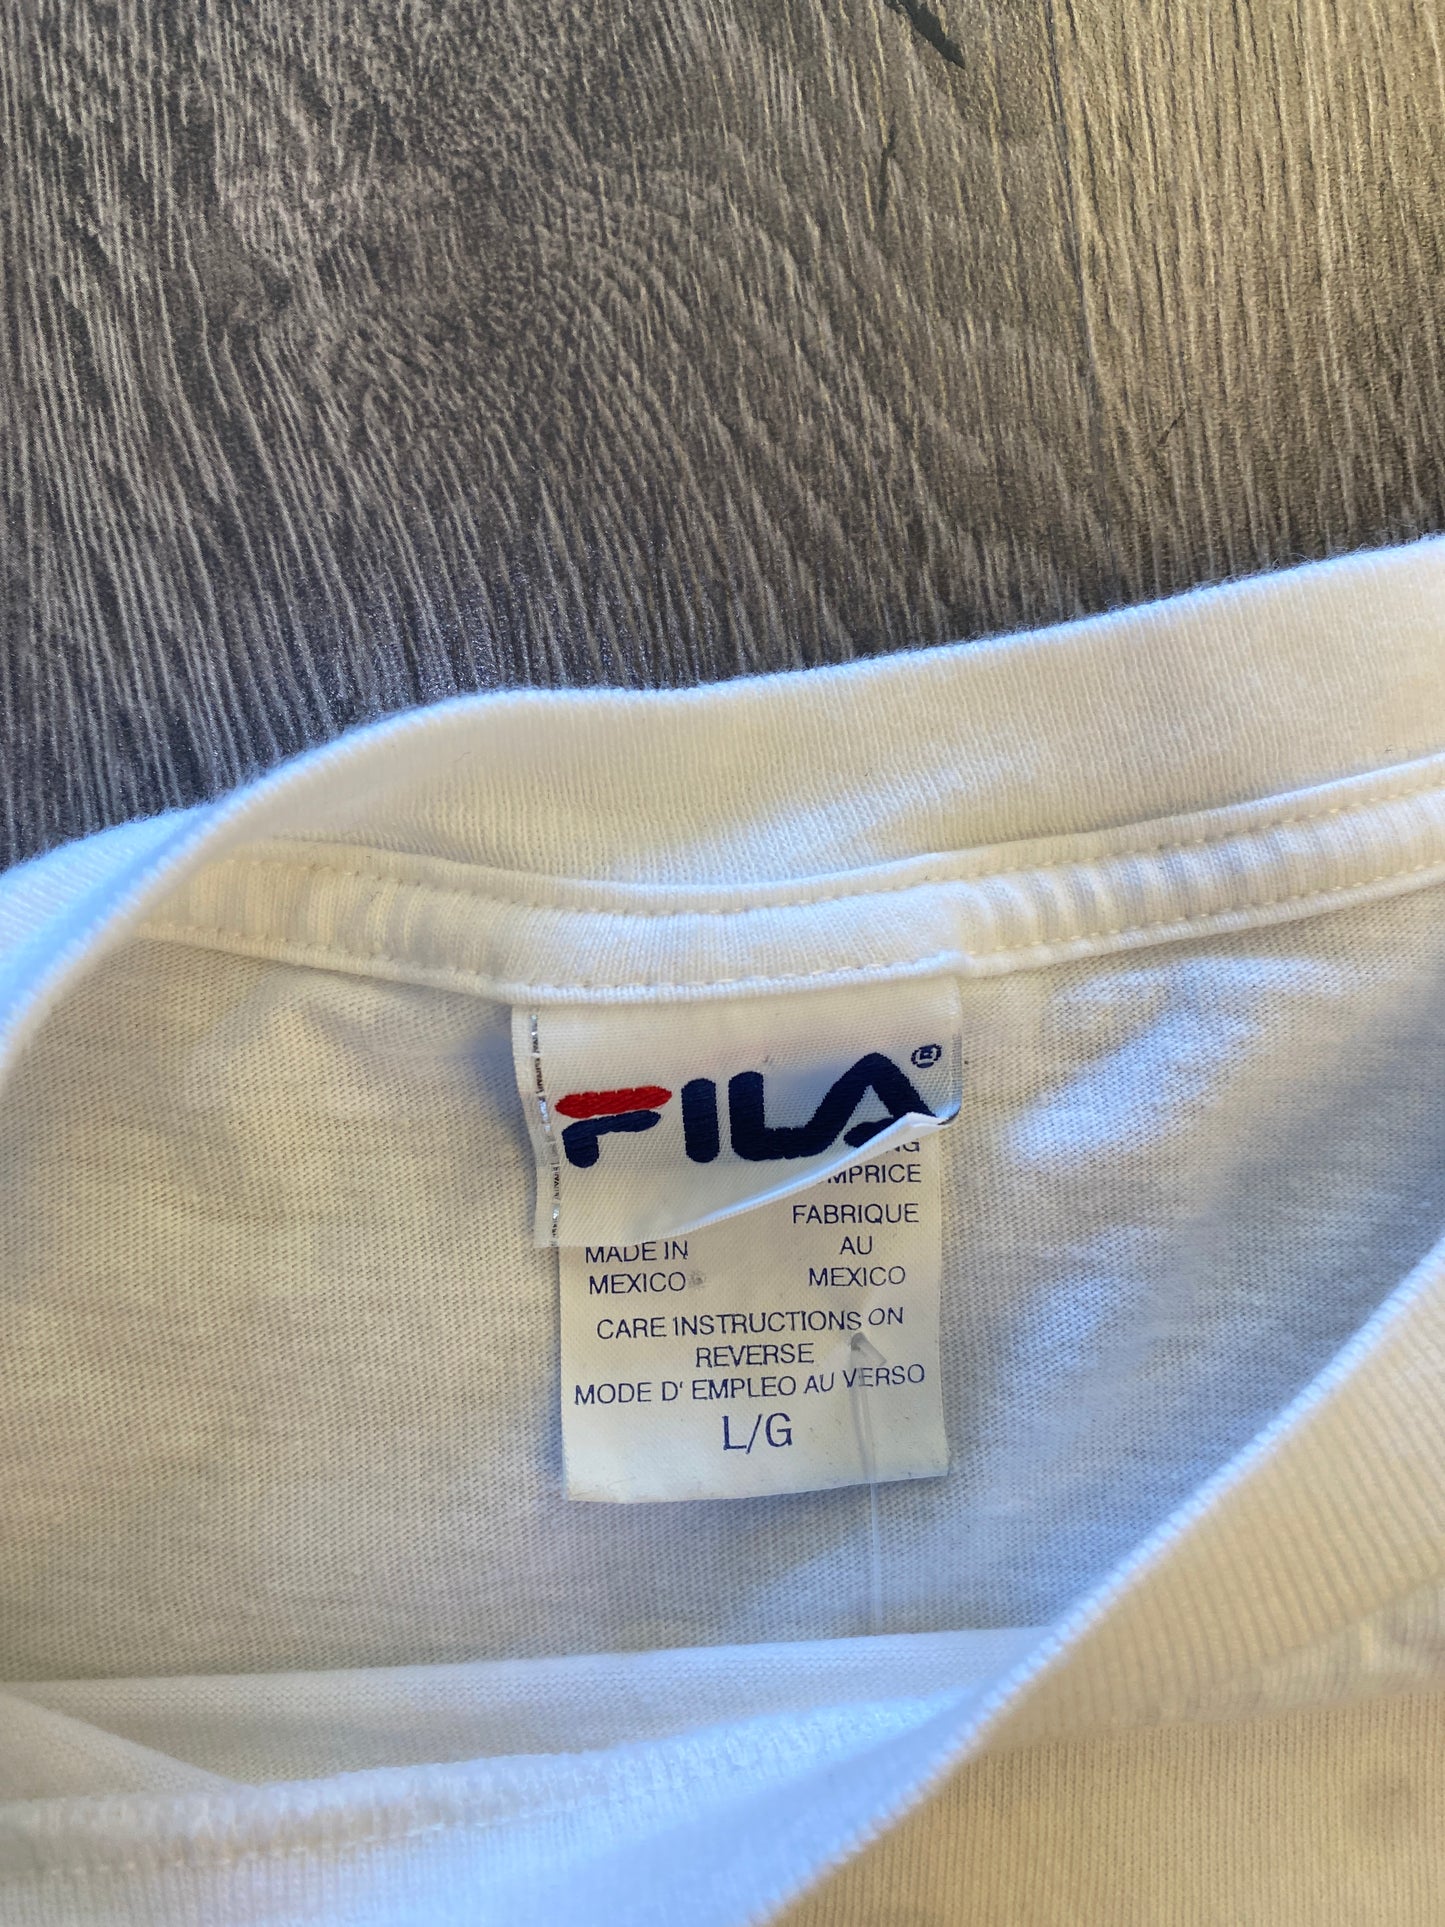 FILA®
MADE IN
MEXICO
FABRIQUE
AU
MEXICO
CARE INSTRUCTIONS ON
REVERSE
MODE D' EMPLEO AU VERSO
L/G